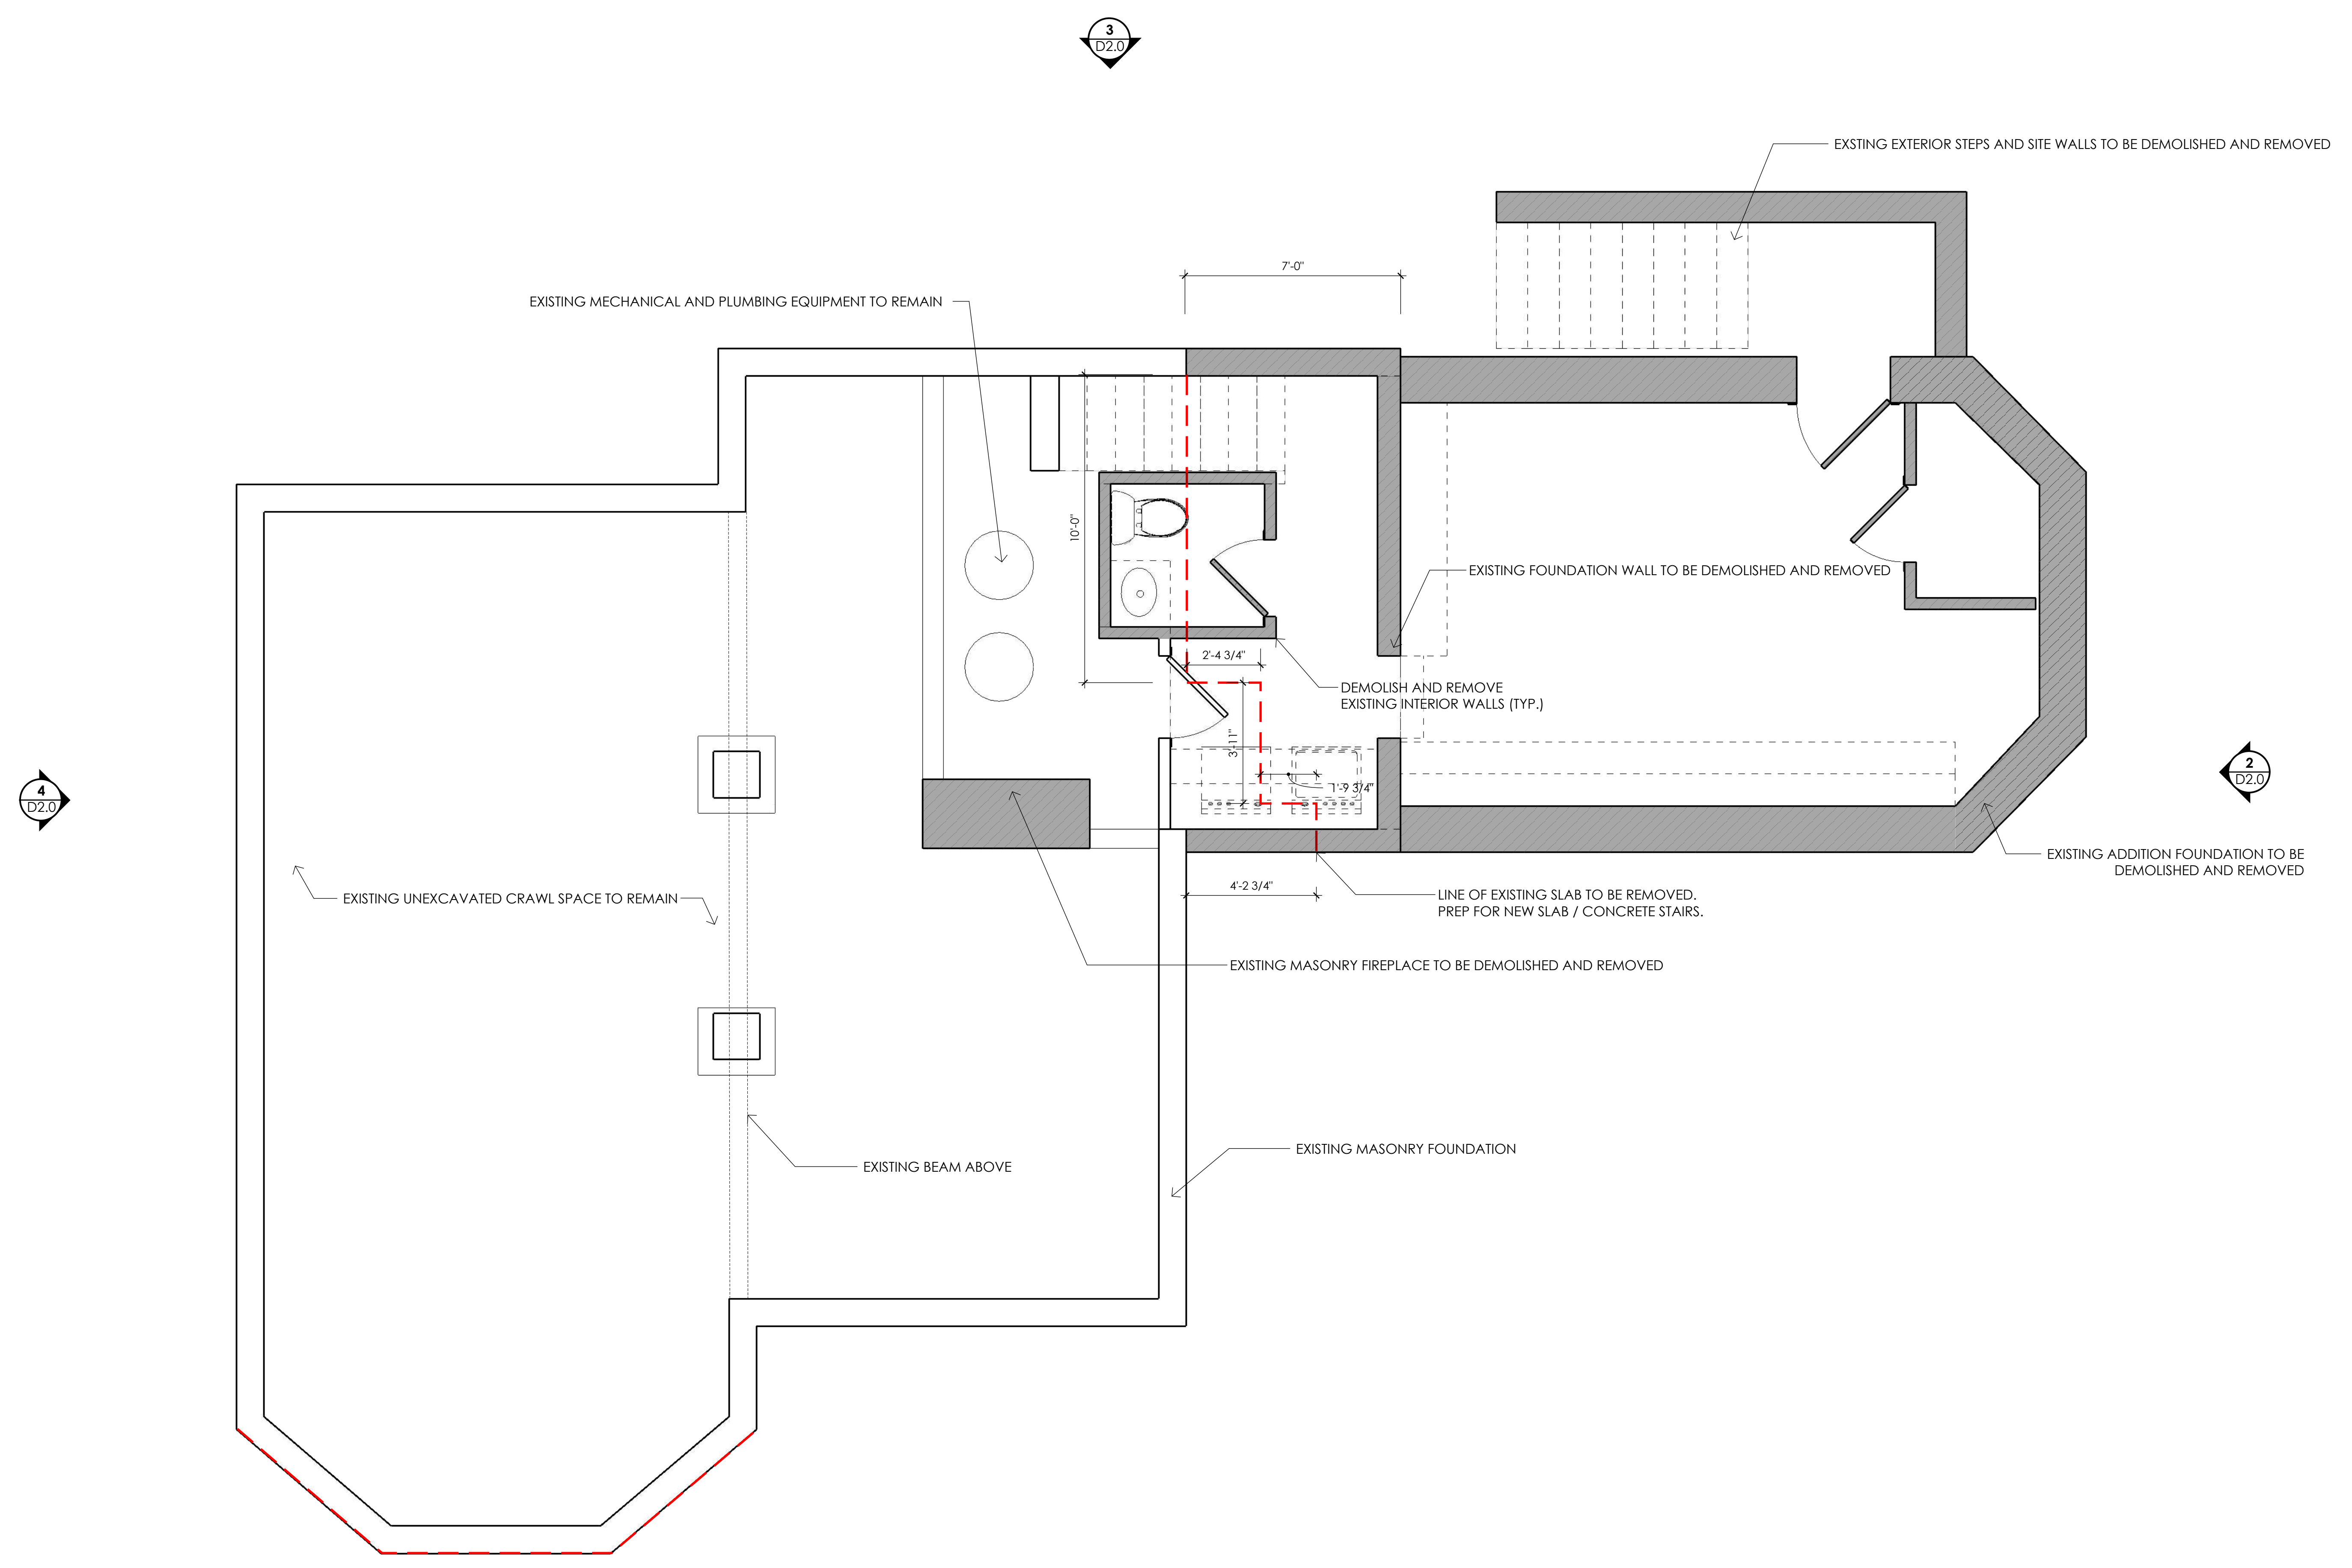 3
D2.0
EXSTING EXTERIOR STEPS AND SITE WALLS TO BE DEMOLISHED AND REMOVED
7'-0"
EXISTING MECHANICAL AND PLUMBING EQUIPMENT TO REMAIN
10'-0"
EXISTING FOUNDATION WALL TO BE DEMOLISHED AND REMOVED
2'-4 3/4"
DEMOLISH AND REMOVE
EXISTING INTERIOR WALLS (TYP.)
3'-11"
1'-9 3/4"
4
D2.0
2
D2.0
EXISTING ADDITION FOUNDATION TO BE
DEMOLISHED AND REMOVED
4'-2 3/4"
EXISTING UNEXCAVATED CRAWL SPACE TO REMAIN
LINE OF EXISTING SLAB TO BE REMOVED.
PREP FOR NEW SLAB / CONCRETE STAIRS.
EXISTING MASONRY FIREPLACE TO BE DEMOLISHED AND REMOVED
EXISTING MASONRY FOUNDATION
EXISTING BEAM ABOVE